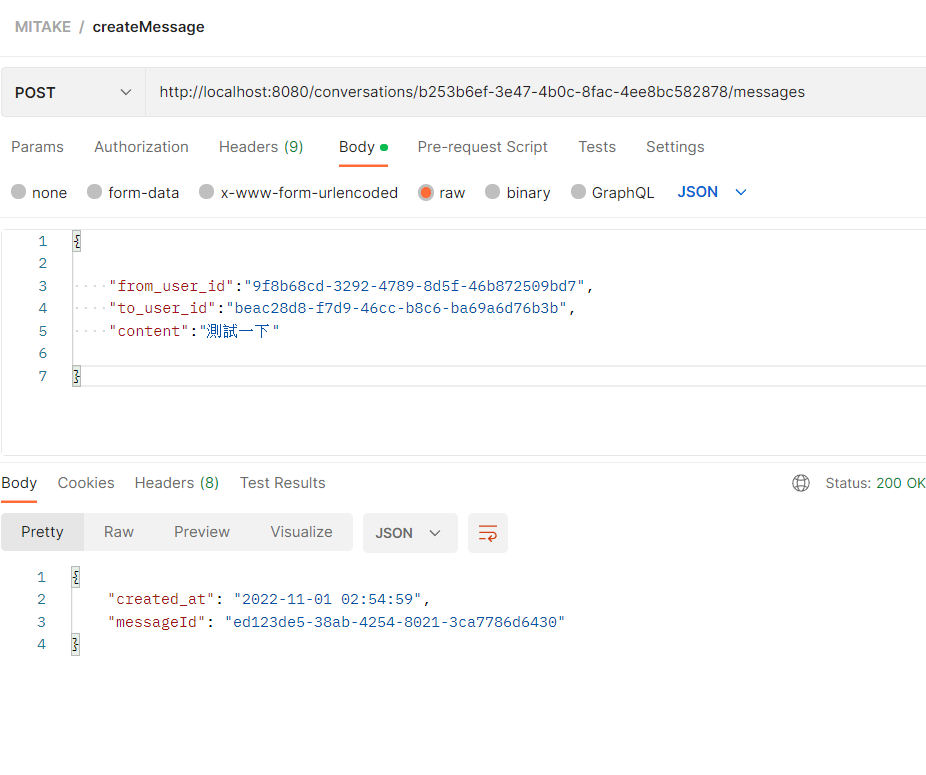 MITAKE / createMessage
POST http://localhost:8080/conversations/b253b6ef-3e47-4b0c-8fac-4ee8bc582878/messages
Params Authorization Headers (9) Body Pre-request Script Tests Settings
none form-data x-www-form-urlencoded raw binary GraphQL JSON
1 {
2
3 "from_user_id":"9f8b68cd-3292-4789-8d5f-46b872509bd7",
4 "to_user_id":"beac28d8-f7d9-46cc-b8c6-ba69a6d76b3b",
5 "content":"測試一下"
6
7 }
Body Cookies Headers (8) Test Results Status: 200 OK
Pretty Raw Preview Visualize JSON
1 {
2 "created_at": "2022-11-01 02:54:59",
3 "messageId": "ed123de5-38ab-4254-8021-3ca7786d6430"
4 }